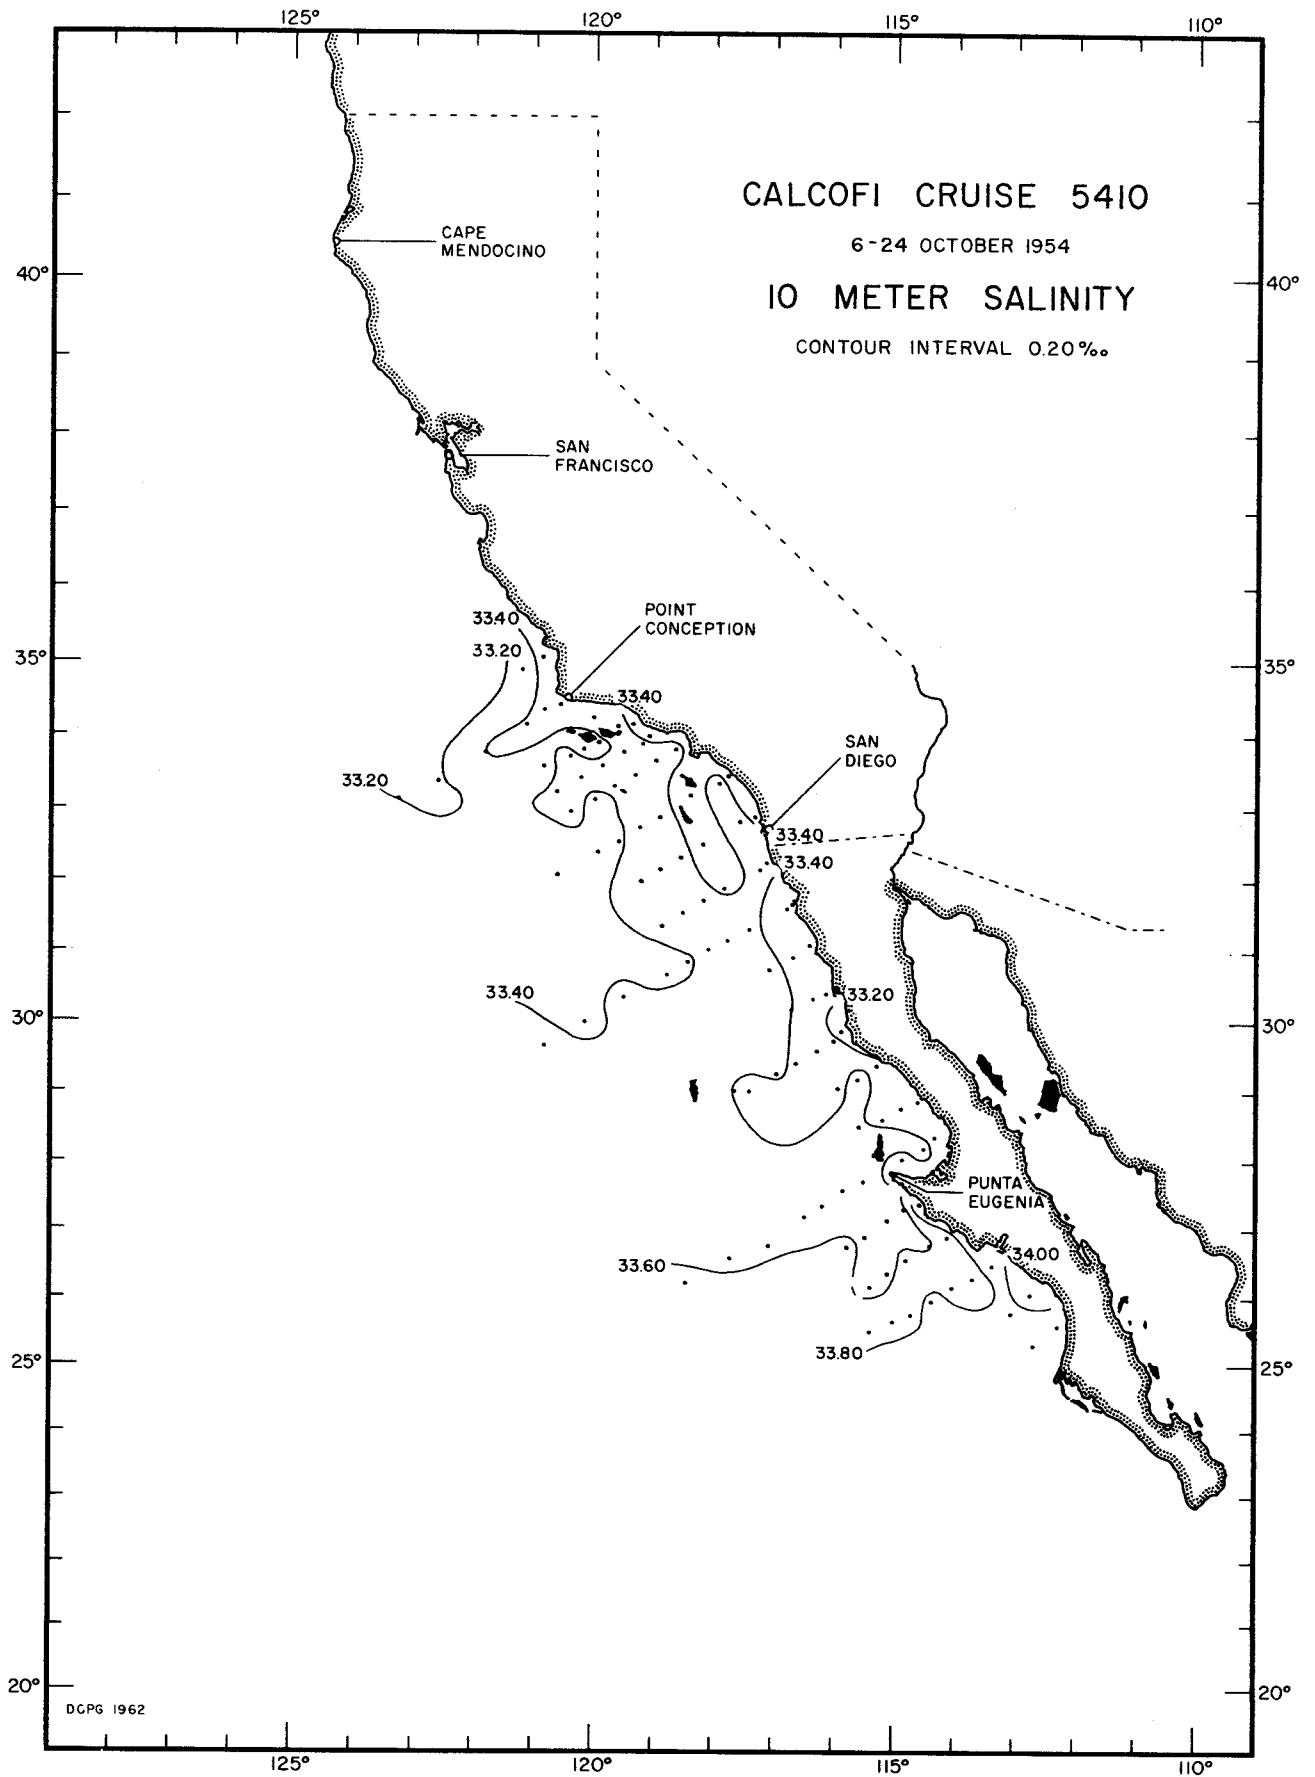 125° 120° 115° 110°
CALCOFI CRUISE 5410
6-24 OCTOBER 1954
10 METER SALINITY
CONTOUR INTERVAL 0.20‰
CAPE
MENDOCINO
40° 40°
SAN
FRANCISCO
POINT
CONCEPTION
33.40
33.20
35° 35°
33.40
SAN
DIEGO
33.20
33.40
33.40
33.40
33.20
30° 30°
PUNTA
EUGENIA
34.00
33.60
33.80
25° 25°
20° 20°
DCPG 1962
125° 120° 115° 110°